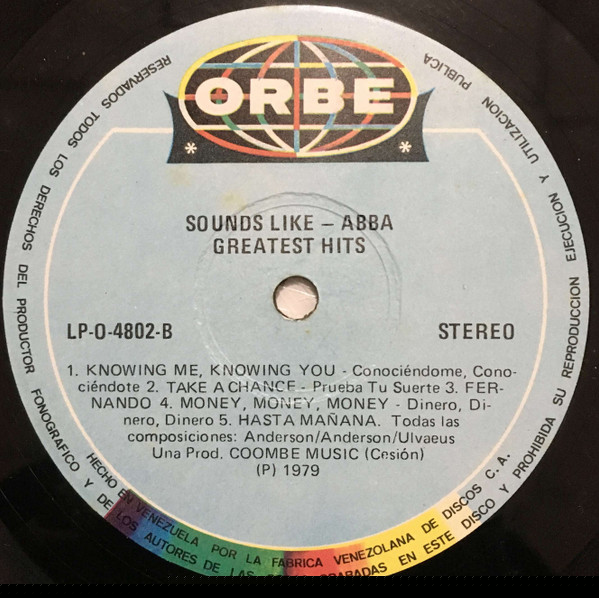 ORBE
* *
SOUNDS LIKE – ABBA
GREATEST HITS
LP-O-4802-B
STEREO
1. KNOWING ME, KNOWING YOU - Conociéndome, Cono-
ciéndote 2. TAKE A CHANCE - Prueba Tu Suerte 3. FER-
NANDO 4. MONEY, MONEY, MONEY - Dinero, Di-
nero, Dinero 5. HASTA MAÑANA. Todas las
composiciones: Anderson/Anderson/Ulvaeus
Una Prod. COOMBE MUSIC (Cesión)
(P) 1979
HECHO EN VENEZUELA POR LA FABRICA VENEZOLANA DE DISCOS C. A.
RESERVADOS TODOS LOS DERECHOS DEL PRODUCTOR FONOGRAFICO Y DE LOS AUTORES DE LAS GRABADAS EN ESTE DISCO Y PROHIBIDA SU REPRODUCCION EJECUCION Y UTILIZACION PUBLICA